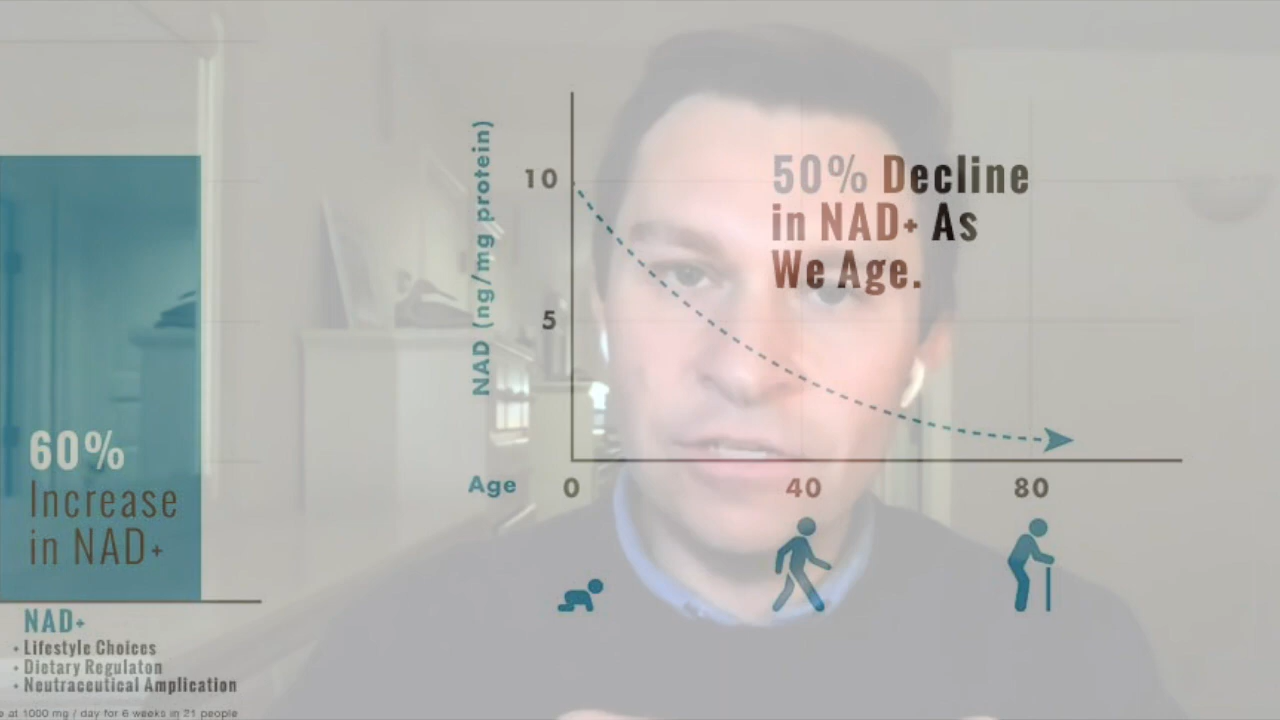 60%
Increase
in NAD+
NAD+
• Lifestyle Choices
• Dietary Regulaton
• Neutraceutical Amplication
at 1000 mg / day for 6 weeks in 21 people
NAD (ng/mg protein)
10
5
50% Decline
in NAD+ As
We Age.
Age 0 40 80